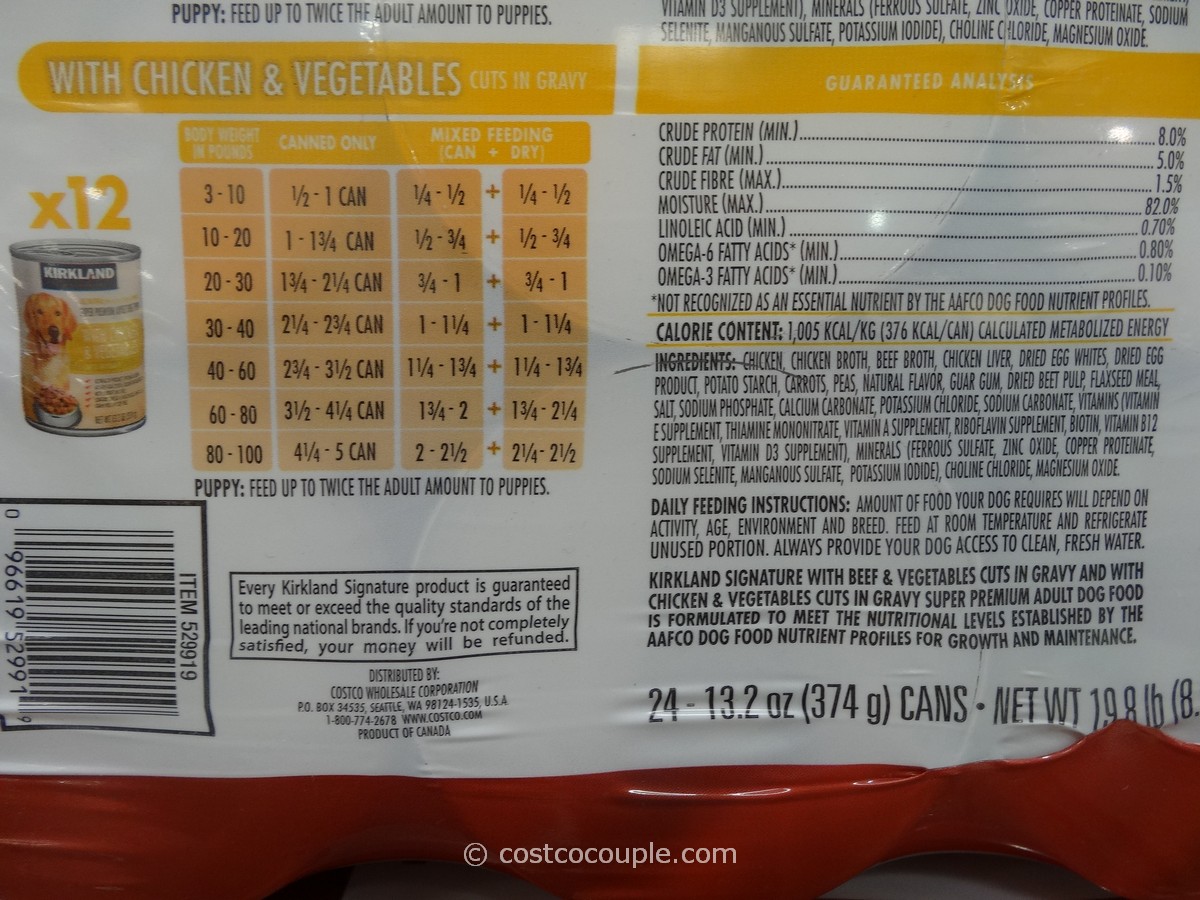 PUPPY: FEED UP TO TWICE THE ADULT AMOUNT TO PUPPIES.
VITAMIN D3 SUPPLEMENT), MINERALS (FERROUS SULFATE, ZINC OXIDE, COPPER PROTEINATE, SODIUM
SELENITE, MANGANOUS SULFATE, POTASSIUM IODIDE), CHOLINE CHLORIDE, MAGNESIUM OXIDE.
WITH CHICKEN & VEGETABLES CUTS IN GRAVY
BODY WEIGHT IN POUNDS CANNED ONLY MIXED FEEDING (CAN + DRY)
3 - 10 ½ - 1 CAN ¼ - ½ + ¼ - ½
10 - 20 1 - 1¾ CAN ½ - ¾ + ½ - ¾
20 - 30 1¾ - 2¼ CAN ¾ - 1 + ¾ - 1
30 - 40 2¼ - 2¾ CAN 1 - 1¼ + 1 - 1¼
40 - 60 2¾ - 3½ CAN 1¼ - 1¾ + 1¼ - 1¾
60 - 80 3½ - 4¼ CAN 1¾ - 2 + 1¾ - 2¼
80 - 100 4¼ - 5 CAN 2 - 2½ + 2¼ - 2½
PUPPY: FEED UP TO TWICE THE ADULT AMOUNT TO PUPPIES.
x12
KIRKLAND
0 96619 52991 9
ITEM 529919
Every Kirkland Signature product is guaranteed
to meet or exceed the quality standards of the
leading national brands. If you're not completely
satisfied, your money will be refunded.
DISTRIBUTED BY:
COSTCO WHOLESALE CORPORATION
P.O. BOX 34535, SEATTLE, WA 98124-1535, U.S.A
1-800-774-2678 WWW.COSTCO.COM
PRODUCT OF CANADA
GUARANTEED ANALYSIS
CRUDE PROTEIN (MIN.) 8.0%
CRUDE FAT (MIN.) 5.0%
CRUDE FIBRE (MAX.) 1.5%
MOISTURE (MAX.) 82.0%
LINOLEIC ACID (MIN.) 0.70%
OMEGA-6 FATTY ACIDS* (MIN.) 0.80%
OMEGA-3 FATTY ACIDS* (MIN.) 0.10%
*NOT RECOGNIZED AS AN ESSENTIAL NUTRIENT BY THE AAFCO DOG FOOD NUTRIENT PROFILES.
CALORIE CONTENT: 1,005 KCAL/KG (376 KCAL/CAN) CALCULATED METABOLIZED ENERGY
INGREDIENTS: CHICKEN, CHICKEN BROTH, BEEF BROTH, CHICKEN LIVER, DRIED EGG WHITES, DRIED EGG
PRODUCT, POTATO STARCH, CARROTS, PEAS, NATURAL FLAVOR, GUAR GUM, DRIED BEET PULP, FLAXSEED MEAL,
SALT, SODIUM PHOSPHATE, CALCIUM CARBONATE, POTASSIUM CHLORIDE, SODIUM CARBONATE, VITAMINS (VITAMIN
E SUPPLEMENT, THIAMINE MONONITRATE, VITAMIN A SUPPLEMENT, RIBOFLAVIN SUPPLEMENT, BIOTIN, VITAMIN B12
SUPPLEMENT, VITAMIN D3 SUPPLEMENT), MINERALS (FERROUS SULFATE, ZINC OXIDE, COPPER PROTEINATE,
SODIUM SELENITE, MANGANOUS SULFATE, POTASSIUM IODIDE), CHOLINE CHLORIDE, MAGNESIUM OXIDE.
DAILY FEEDING INSTRUCTIONS: AMOUNT OF FOOD YOUR DOG REQUIRES WILL DEPEND ON
ACTIVITY, AGE, ENVIRONMENT AND BREED. FEED AT ROOM TEMPERATURE AND REFRIGERATE
UNUSED PORTION. ALWAYS PROVIDE YOUR DOG ACCESS TO CLEAN, FRESH WATER.
KIRKLAND SIGNATURE WITH BEEF & VEGETABLES CUTS IN GRAVY AND WITH
CHICKEN & VEGETABLES CUTS IN GRAVY SUPER PREMIUM ADULT DOG FOOD
IS FORMULATED TO MEET THE NUTRITIONAL LEVELS ESTABLISHED BY THE
AAFCO DOG FOOD NUTRIENT PROFILES FOR GROWTH AND MAINTENANCE.
24 - 13.2 oz (374 g) CANS • NET WT 19.8 lb (8.
© costcocouple.com